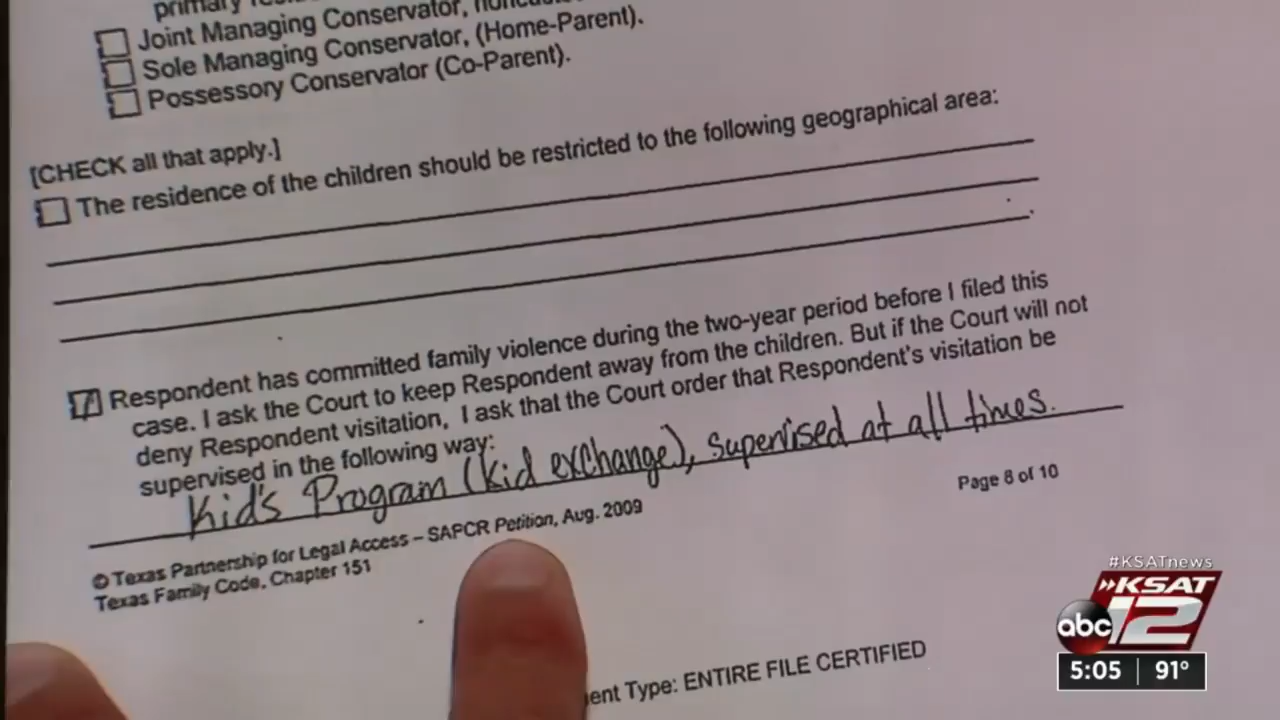 primary
Joint Managing Conservator,
Sole Managing Conservator, (Home-Parent).
Possessory Conservator (Co-Parent).
[CHECK all that apply.]
The residence of the children should be restricted to the following geographical area:
Respondent has committed family violence during the two-year period before I filed this
case. I ask the Court to keep Respondent away from the children. But if the Court will not
deny Respondent visitation, I ask that the Court order that Respondent's visitation be
supervised in the following way:
Kid's Program (kid exchange), supervised at all times.
Page 8 of 10
© Texas Partnership for Legal Access – SAPCR Petition, Aug. 2009
Texas Family Code, Chapter 151
ent Type: ENTIRE FILE CERTIFIED
#KSATnews
KSAT
abc 12
5:05 91°